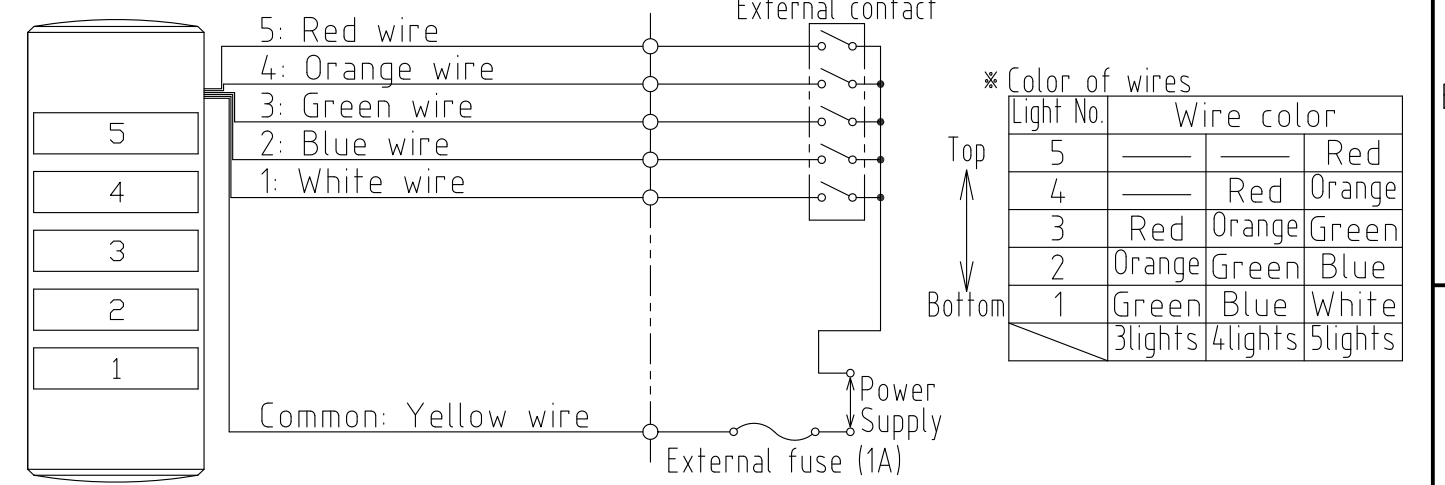 External contact
5: Red wire
4: Orange wire
3: Green wire
2: Blue wire
1: White wire
5
4
3
2
1
Common: Yellow wire
External fuse (1A)
Power
Supply
※ Color of wires
Light No. Wire color
Top
5 — — Red
4 — Red Orange
3 Red Orange Green
2 Orange Green Blue
Bottom
1 Green Blue White
3lights 4lights 5lights